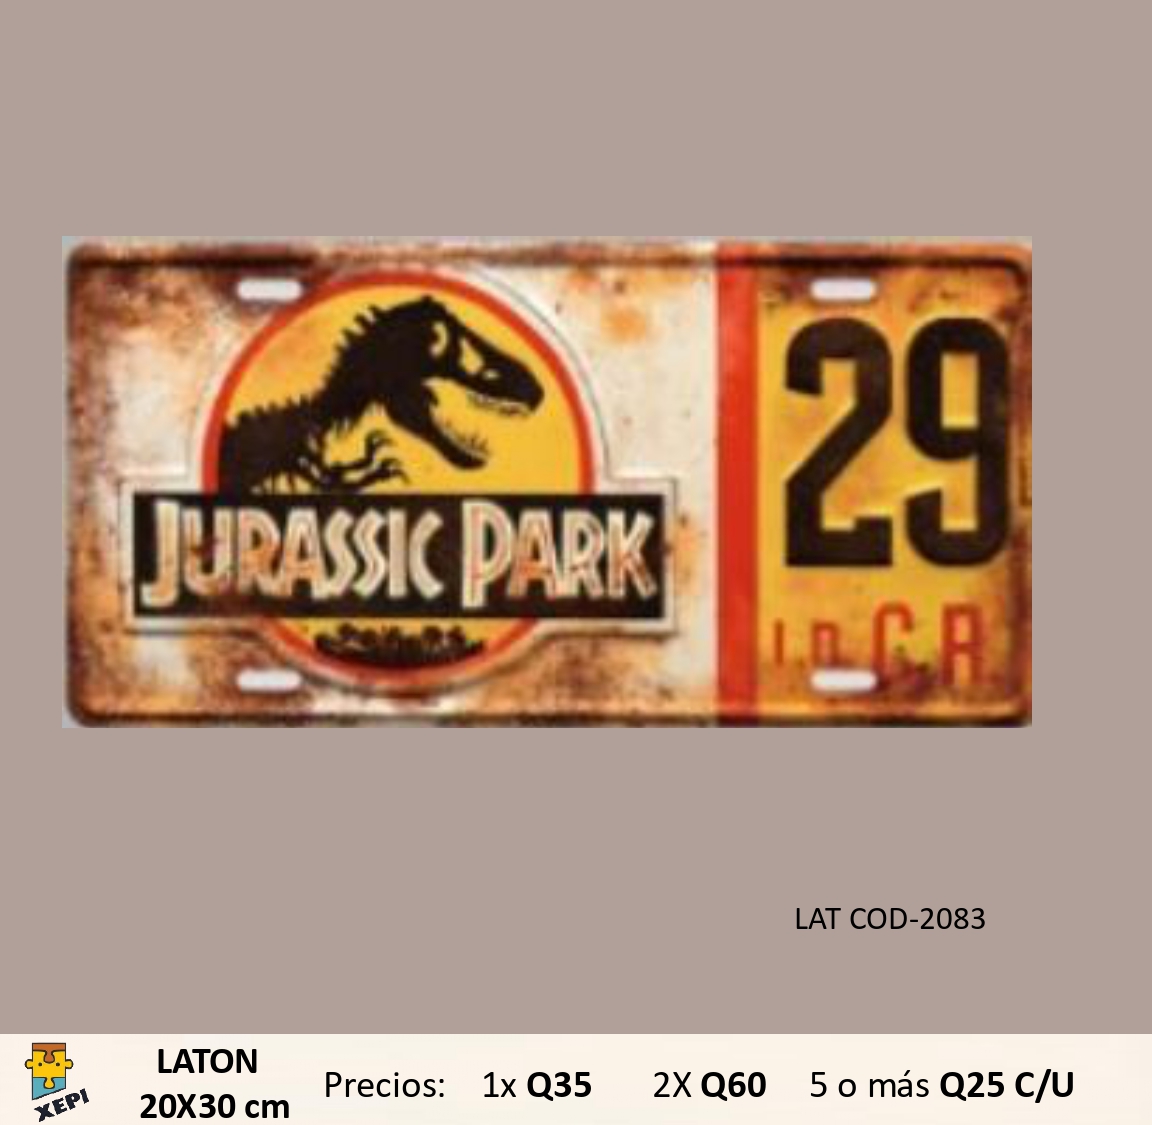 JURASSIC PARK
29
LAT COD-2083
XEPI
LATON
20X30 cm
Precios: 1x Q35 2X Q60 5 o más Q25 C/U